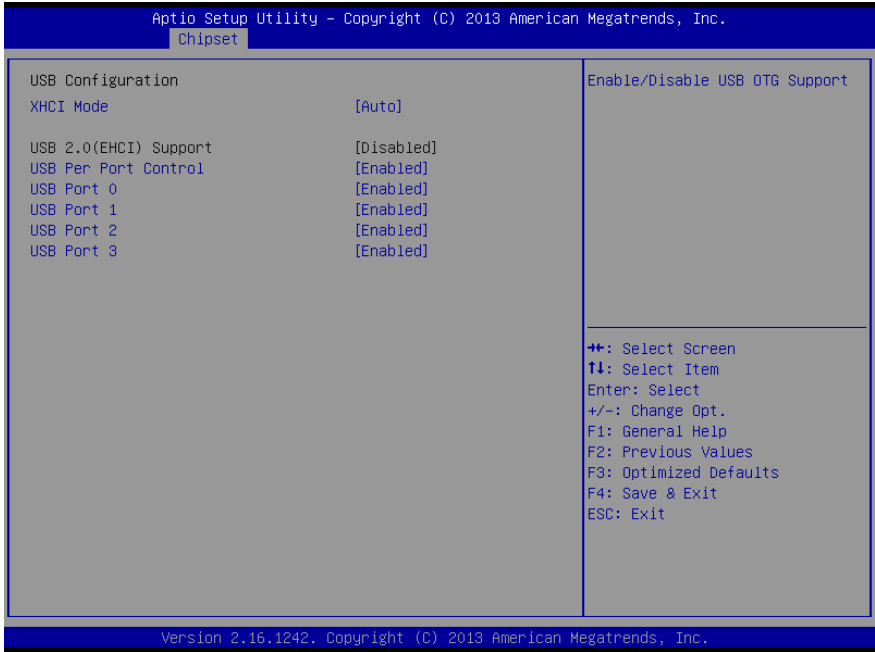 Aptio Setup Utility – Copyright (C) 2013 American Megatrends, Inc.
Chipset
USB Configuration
XHCI Mode [Auto]
USB 2.0(EHCI) Support [Disabled]
USB Per Port Control [Enabled]
USB Port 0 [Enabled]
USB Port 1 [Enabled]
USB Port 2 [Enabled]
USB Port 3 [Enabled]
Enable/Disable USB OTG Support
→←: Select Screen
↑↓: Select Item
Enter: Select
+/-: Change Opt.
F1: General Help
F2: Previous Values
F3: Optimized Defaults
F4: Save & Exit
ESC: Exit
Version 2.16.1242. Copyright (C) 2013 American Megatrends, Inc.